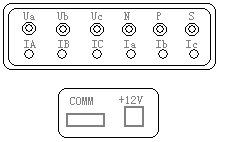 Ua Ub Uc N P S
IA IB IC Ia Ib Ic
COMM +12V